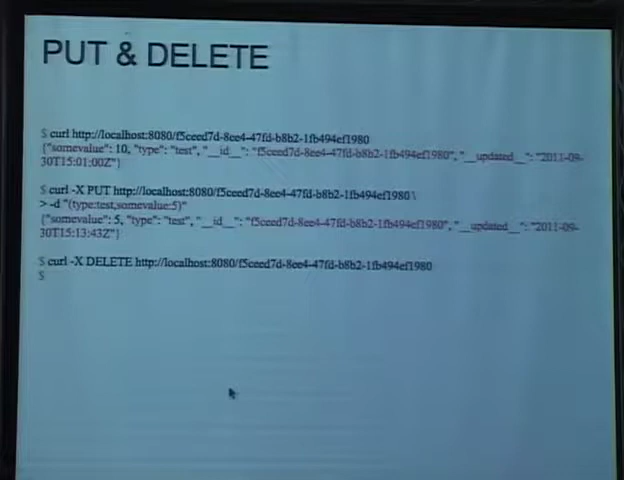 PUT & DELETE
$ curl http://localhost:8080/f5ceed7d-8ee4-47fd-b8b2-1fb494ef1980
{"somevalue": 10, "type": "test", "__id__": "f5ceed7d-8ee4-47fd-b8b2-1fb494ef1980", "__updated__": "2011-09-
30T15:01:00Z"}
$ curl -X PUT http://localhost:8080/f5ceed7d-8ee4-47fd-b8b2-1fb494ef1980 \
> -d "(type:test,somevalue:5)"
{"somevalue": 5, "type": "test", "__id__": "f5ceed7d-8ee4-47fd-b8b2-1fb494ef1980", "__updated__": "2011-09-
30T15:13:43Z"}
$ curl -X DELETE http://localhost:8080/f5ceed7d-8ee4-47fd-b8b2-1fb494ef1980
$